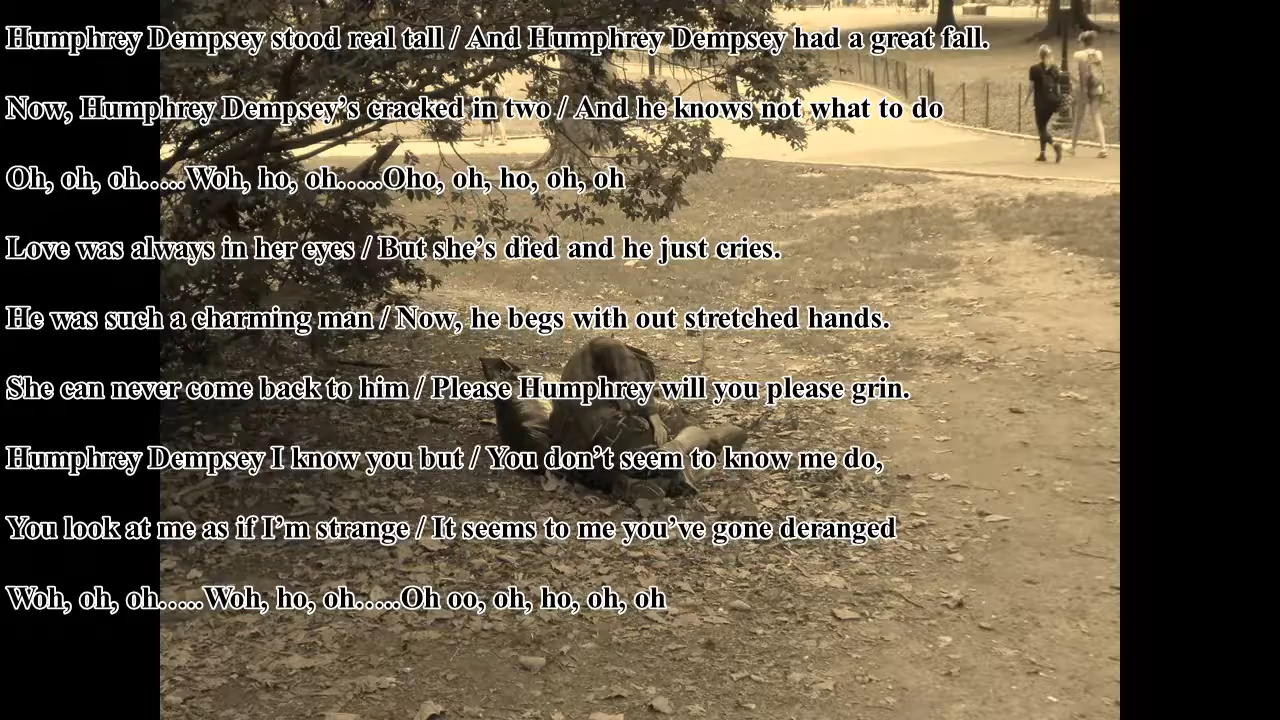 Humphrey Dempsey stood real tall / And Humphrey Dempsey had a great fall.
Now, Humphrey Dempsey’s cracked in two / And he knows not what to do
Oh, oh, oh…..Woh, ho, oh…..Oho, oh, ho, oh, oh
Love was always in her eyes / But she’s died and he just cries.
He was such a charming man / Now, he begs with out stretched hands.
She can never come back to him / Please Humphrey will you please grin.
Humphrey Dempsey I know you but / You don’t seem to know me do,
You look at me as if I’m strange / It seems to me you’ve gone deranged
Woh, oh, oh…..Woh, ho, oh…..Oh oo, oh, ho, oh, oh